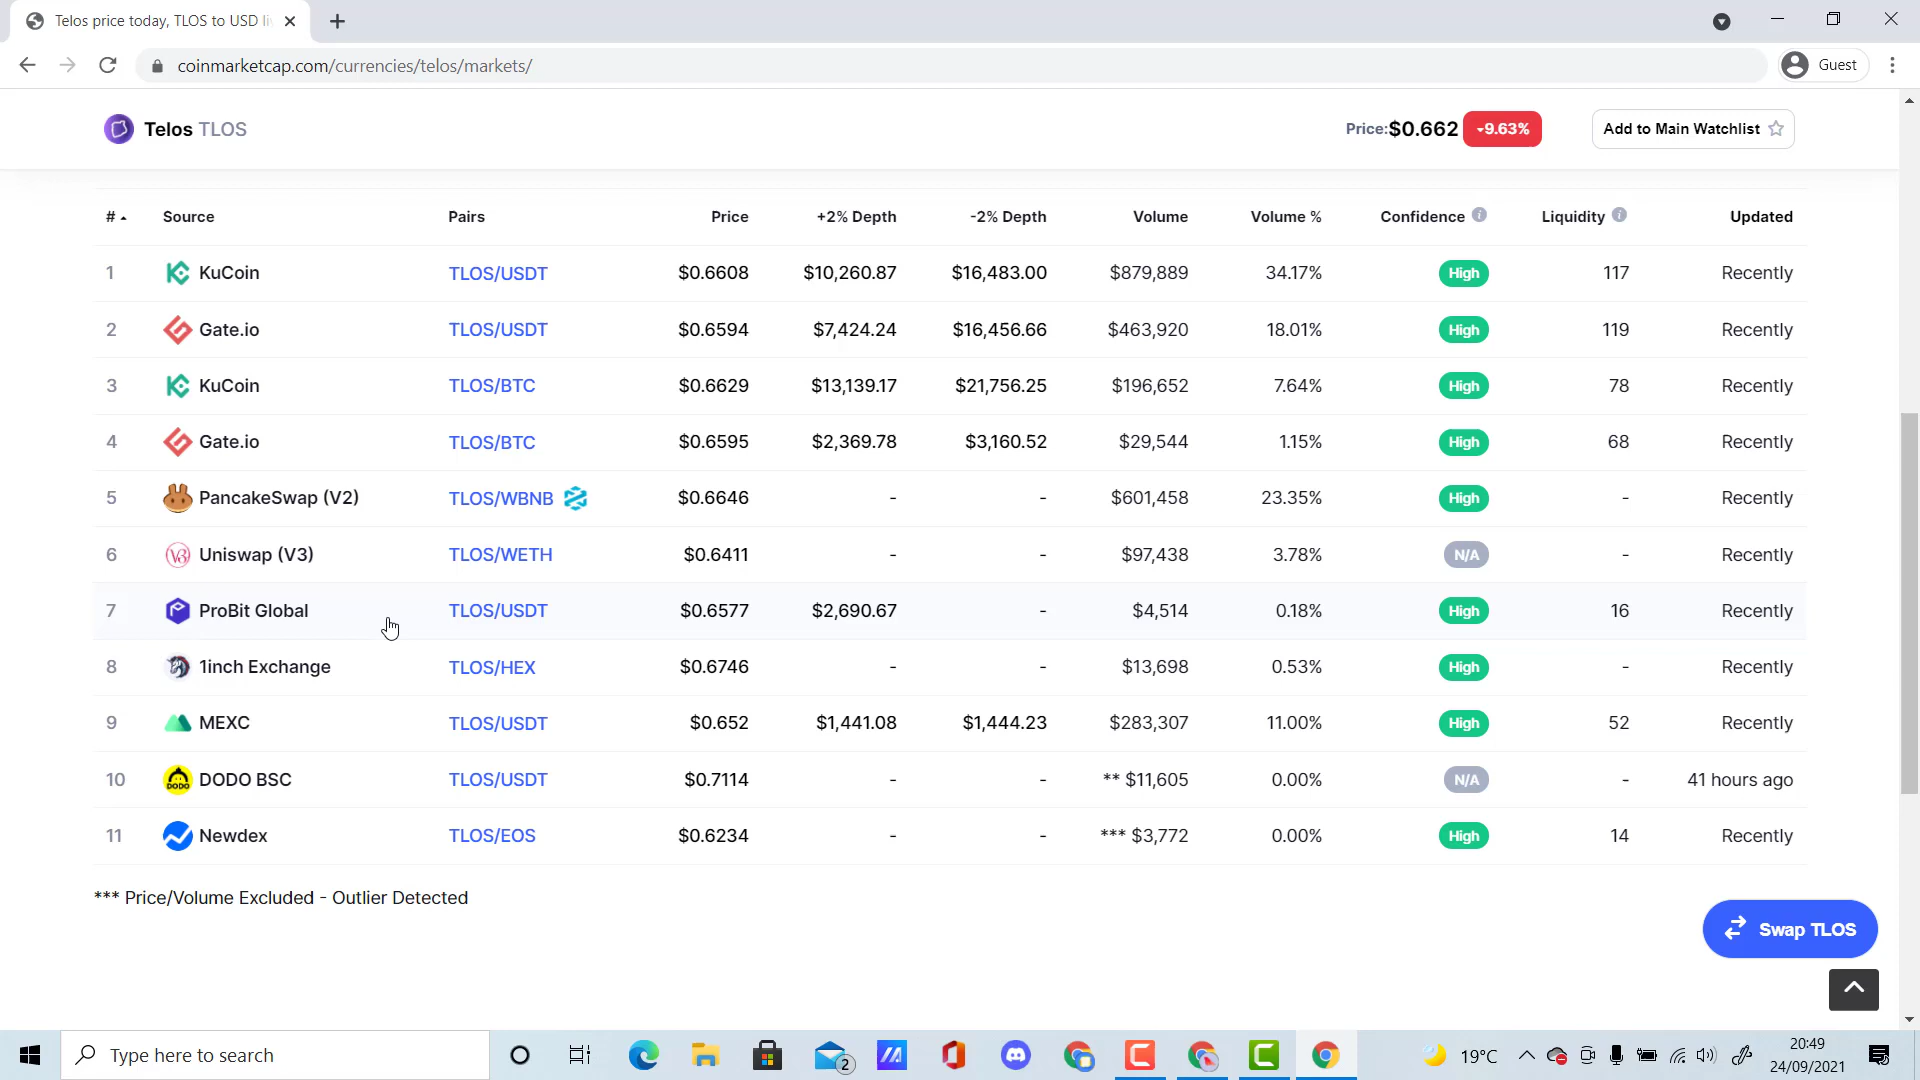 Telos price today, TLOS to USD li
coinmarketcap.com/currencies/telos/markets/
Guest
Telos TLOS
Price:$0.662
-9.63%
Add to Main Watchlist
# Source Pairs Price +2% Depth -2% Depth Volume Volume % Confidence Liquidity Updated
1 KuCoin TLOS/USDT $0.6608 $10,260.87 $16,483.00 $879,889 34.17% High 117 Recently
2 Gate.io TLOS/USDT $0.6594 $7,424.24 $16,456.66 $463,920 18.01% High 119 Recently
3 KuCoin TLOS/BTC $0.6629 $13,139.17 $21,756.25 $196,652 7.64% High 78 Recently
4 Gate.io TLOS/BTC $0.6595 $2,369.78 $3,160.52 $29,544 1.15% High 68 Recently
5 PancakeSwap (V2) TLOS/WBNB $0.6646 - - $601,458 23.35% High - Recently
6 Uniswap (V3) TLOS/WETH $0.6411 - - $97,438 3.78% N/A - Recently
7 ProBit Global TLOS/USDT $0.6577 $2,690.67 - $4,514 0.18% High 16 Recently
8 1inch Exchange TLOS/HEX $0.6746 - - $13,698 0.53% High - Recently
9 MEXC TLOS/USDT $0.652 $1,441.08 $1,444.23 $283,307 11.00% High 52 Recently
10 DODO BSC TLOS/USDT $0.7114 - - ** $11,605 0.00% N/A - 41 hours ago
11 Newdex TLOS/EOS $0.6234 - - *** $3,772 0.00% High 14 Recently
*** Price/Volume Excluded - Outlier Detected
Swap TLOS
Type here to search
2
19°C
20:49
24/09/2021